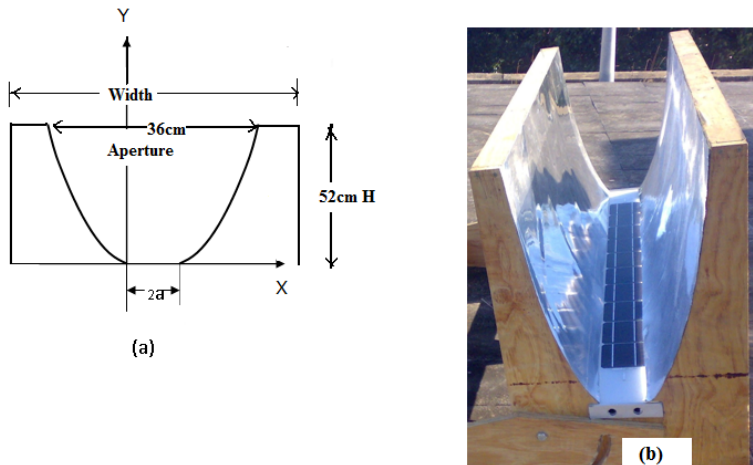 Y
Width
36cm
Aperture
52cm H
X
2a
(a)
(b)